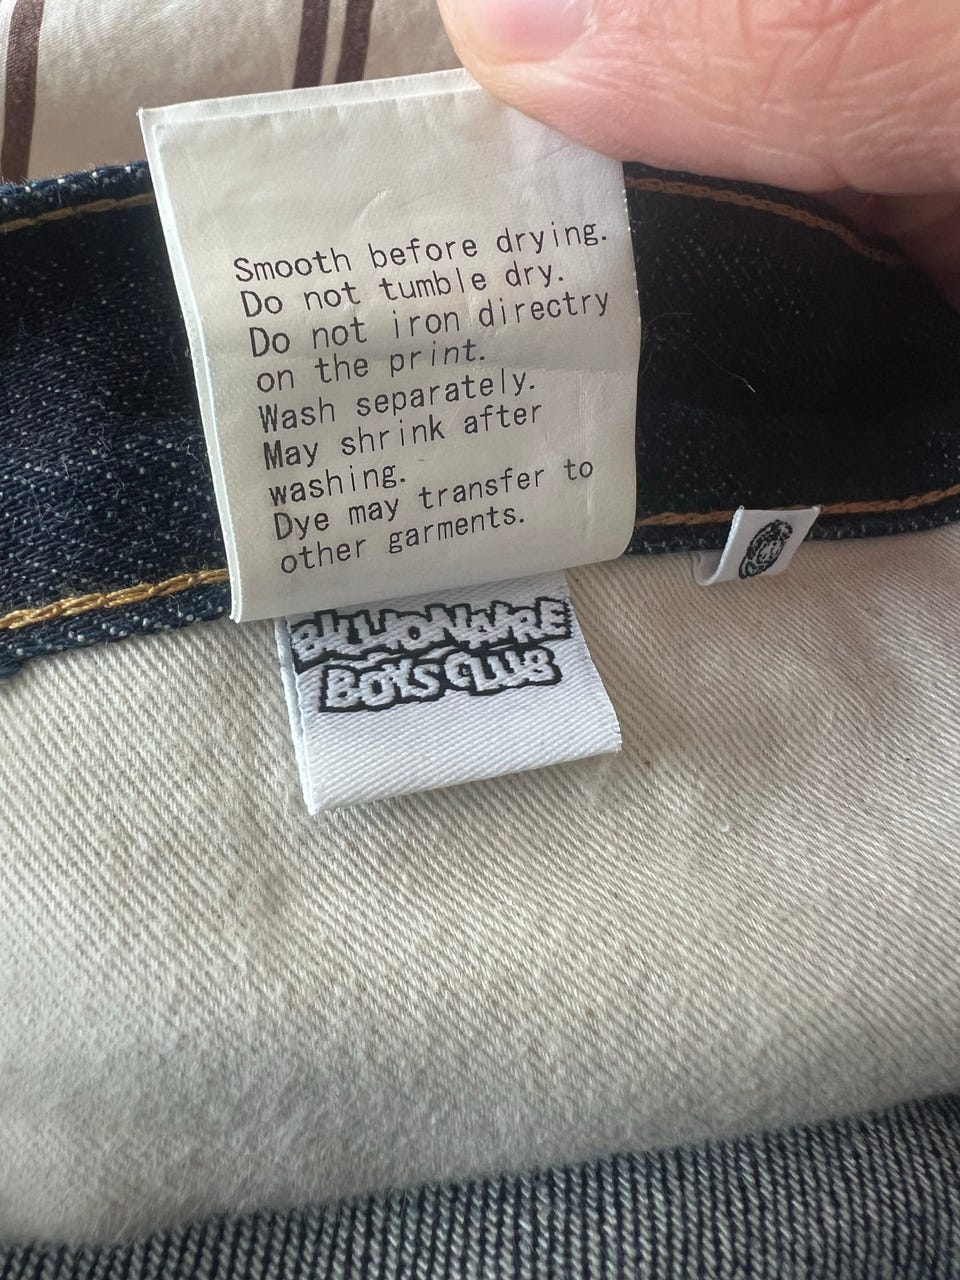 Smooth before drying.
Do not tumble dry.
Do not iron directry
on the print.
Wash separately.
May shrink after
washing.
Dye may transfer to
other garments.
BILLIONAIRE
BOYS CLUB